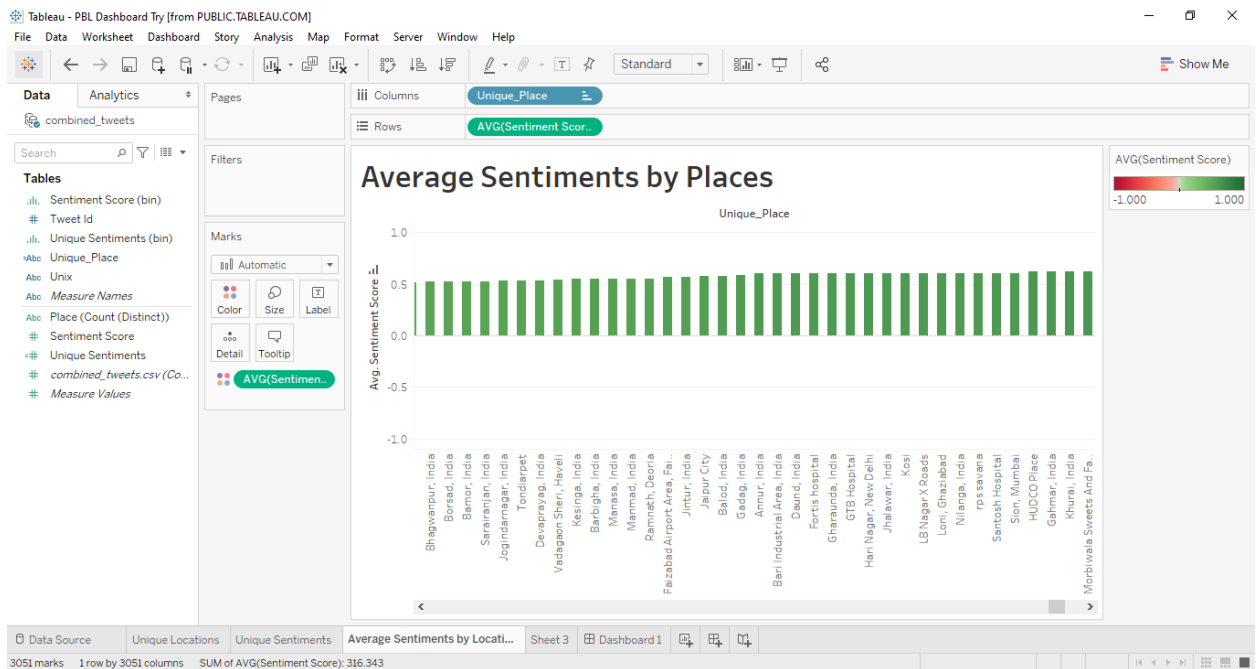 Tableau - PBL Dashboard Try [from PUBLIC.TABLEAU.COM]
File Data Worksheet Dashboard Story Analysis Map Format Server Window Help
Standard
Show Me
Data Analytics
combined_tweets
Search
Tables
Sentiment Score (bin)
# Tweet Id
Unique Sentiments (bin)
Abc Unique_Place
Abc Unix
Abc Measure Names
Abc Place (Count (Distinct))
# Sentiment Score
# Unique Sentiments
# combined_tweets.csv (Co...
# Measure Values
Pages
Filters
Marks
Automatic
Color Size Label
Detail Tooltip
AVG(Sentimen..
Columns Unique_Place
Rows AVG(Sentiment Scor..
Average Sentiments by Places
Unique_Place
1.0
0.5
0.0
-0.5
-1.0
Avg. Sentiment Score
Bhagwanpur, India
Borsad, India
Bamor, India
Sarairanjan, India
Jogindarnagar, India
Tondiarpet
Devaprayag, India
Vadagaon Sheri, Haveli
Kesinga, India
Barbigha, India
Manasa, India
Manmad, India
Ramnath, Deoria
Faizabad Airport Area, Fai..
Jintur, India
Jaipur City
Balod, India
Gadag, India
Annur, India
Bari Industrial Area, India
Daund, India
Fortis hospital
Gharaunda, India
GTB Hospital
Hari Nagar, New Delhi
Jhalawar, India
Kosi
LB Nagar X Roads
Loni, Ghaziabad
Nilanga, India
rps savana
Santosh Hospital
Sion, Mumbai
HUDCO Place
Gahmar, India
Khurai, India
Morbiwala Sweets And Fa..
AVG(Sentiment Score)
-1.000 1.000
Data Source Unique Locations Unique Sentiments Average Sentiments by Locati... Sheet 3 Dashboard 1
3051 marks 1 row by 3051 columns SUM of AVG(Sentiment Score): 316.343